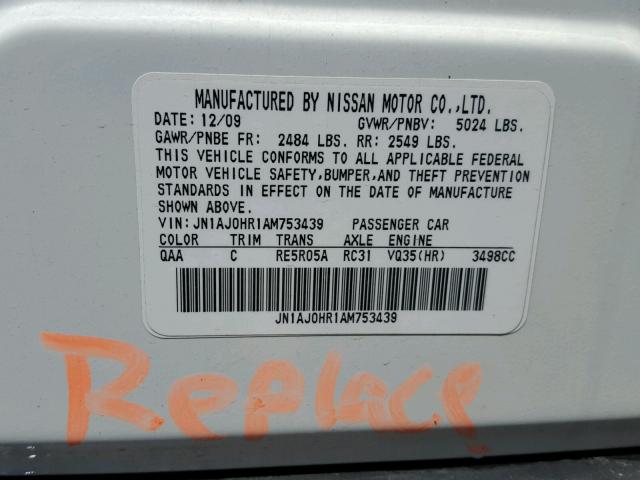 MANUFACTURED BY NISSAN MOTOR CO.,LTD.
DATE: 12/09 GVWR/PNBV: 5024 LBS.
GAWR/PNBE FR: 2484 LBS. RR: 2549 LBS.
THIS VEHICLE CONFORMS TO ALL APPLICABLE FEDERAL
MOTOR VEHICLE SAFETY,BUMPER,AND THEFT PREVENTION
STANDARDS IN EFFECT ON THE DATE OF MANUFACTURE
SHOWN ABOVE.
VIN:JN1AJ0HR1AM753439 PASSENGER CAR
COLOR TRIM TRANS AXLE ENGINE
QAA C RE5R05A RC31 VQ35(HR) 3498CC
JN1AJ0HR1AM753439
Replace